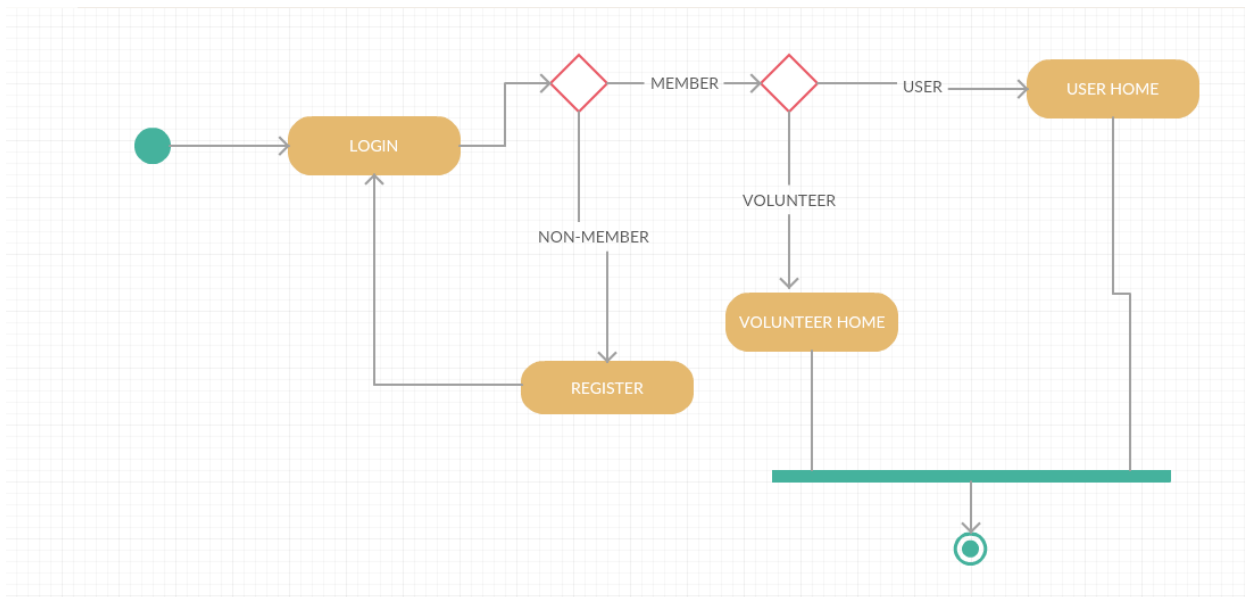 MEMBER
USER
USER HOME
LOGIN
VOLUNTEER
NON-MEMBER
VOLUNTEER HOME
REGISTER